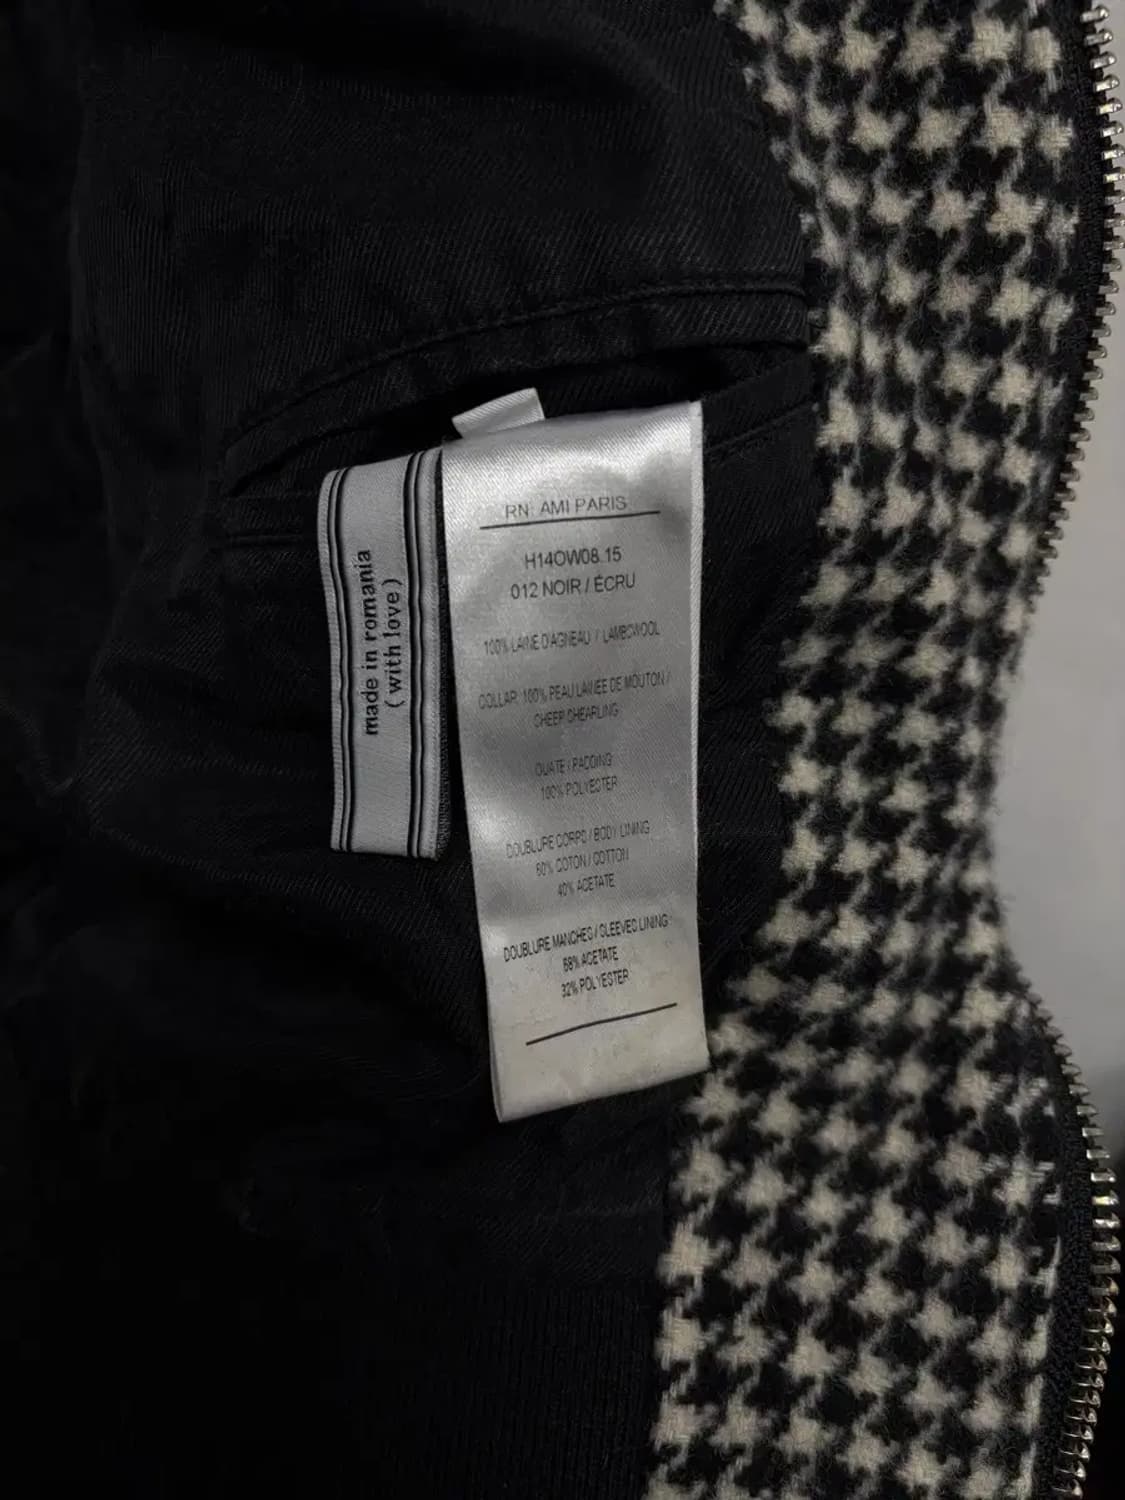 made in romania
( with love )
RN: AMI PARIS
H14OW08.15
012 NOIR / ÉCRU
100% LAINE D'AGNEAU / LAMBSWOOL
COLLAR: 100% PEAU LAINÉE DE MOUTON /
SHEEP SHEARLING
OUATE / PADDING
100% POLYESTER
DOUBLURE CORPS / BODY LINING
60% COTON / COTTON
40% ACETATE
DOUBLURE MANCHES / SLEEVES LINING
68% ACETATE
32% POLYESTER